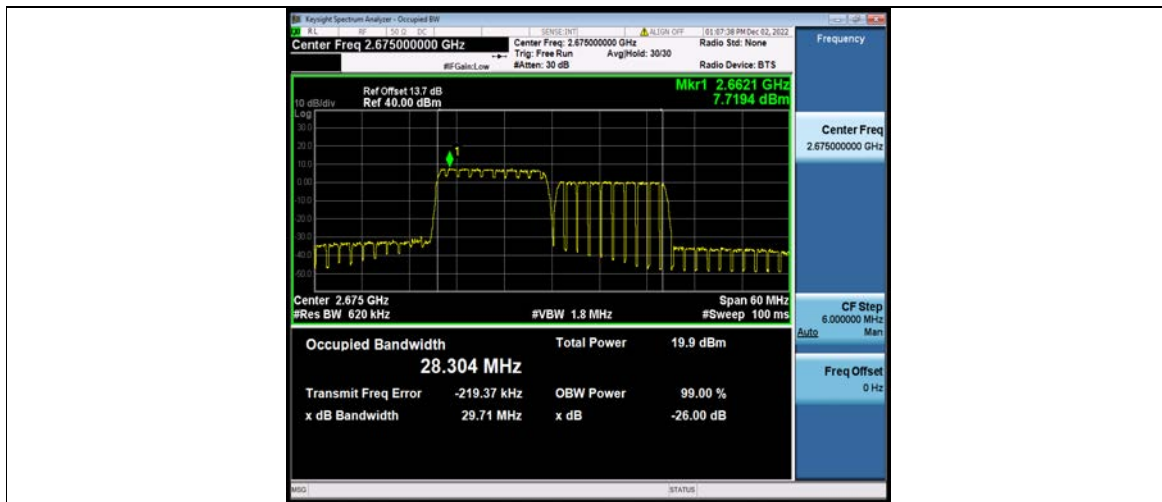 Keysight Spectrum Analyzer - Occupied BW
RL RF 50 Ω DC SENSE:INT ALIGN OFF 01:07:38 PM Dec 02, 2022
Center Freq 2.675000000 GHz
Center Freq: 2.675000000 GHz
Radio Std: None
Trig: Free Run Avg|Hold: 30/30
#IFGain:Low #Atten: 30 dB Radio Device: BTS
Frequency
Mkr1 2.6621 GHz
7.7194 dBm
Ref Offset 13.7 dB
10 dB/div Ref 40.00 dBm
Log
30.0
20.0
10.0
0.00
-10.0
-20.0
-30.0
-40.0
-50.0
1
Center Freq
2.675000000 GHz
Center 2.675 GHz Span 60 MHz
#Res BW 620 kHz #VBW 1.8 MHz #Sweep 100 ms
CF Step
6.000000 MHz
Auto Man
Occupied Bandwidth Total Power 19.9 dBm
28.304 MHz
Transmit Freq Error -219.37 kHz OBW Power 99.00 %
x dB Bandwidth 29.71 MHz x dB -26.00 dB
Freq Offset
0 Hz
MSG STATUS